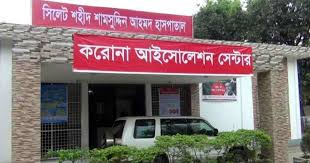 সিলেট শহীদ শামসুদ্দিন আহমদ হাসপাতাল
করোনা আইসোলেশন সেন্টার